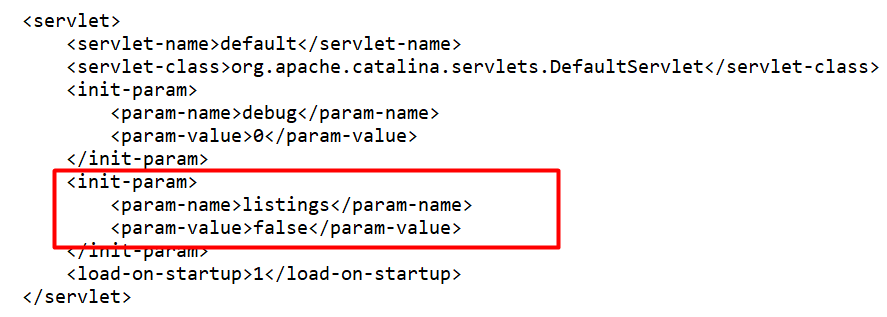 <servlet>
    <servlet-name>default</servlet-name>
    <servlet-class>org.apache.catalina.servlets.DefaultServlet</servlet-class>
    <init-param>
        <param-name>debug</param-name>
        <param-value>0</param-value>
    </init-param>
    <init-param>
        <param-name>listings</param-name>
        <param-value>false</param-value>
    </init-param>
    <load-on-startup>1</load-on-startup>
</servlet>